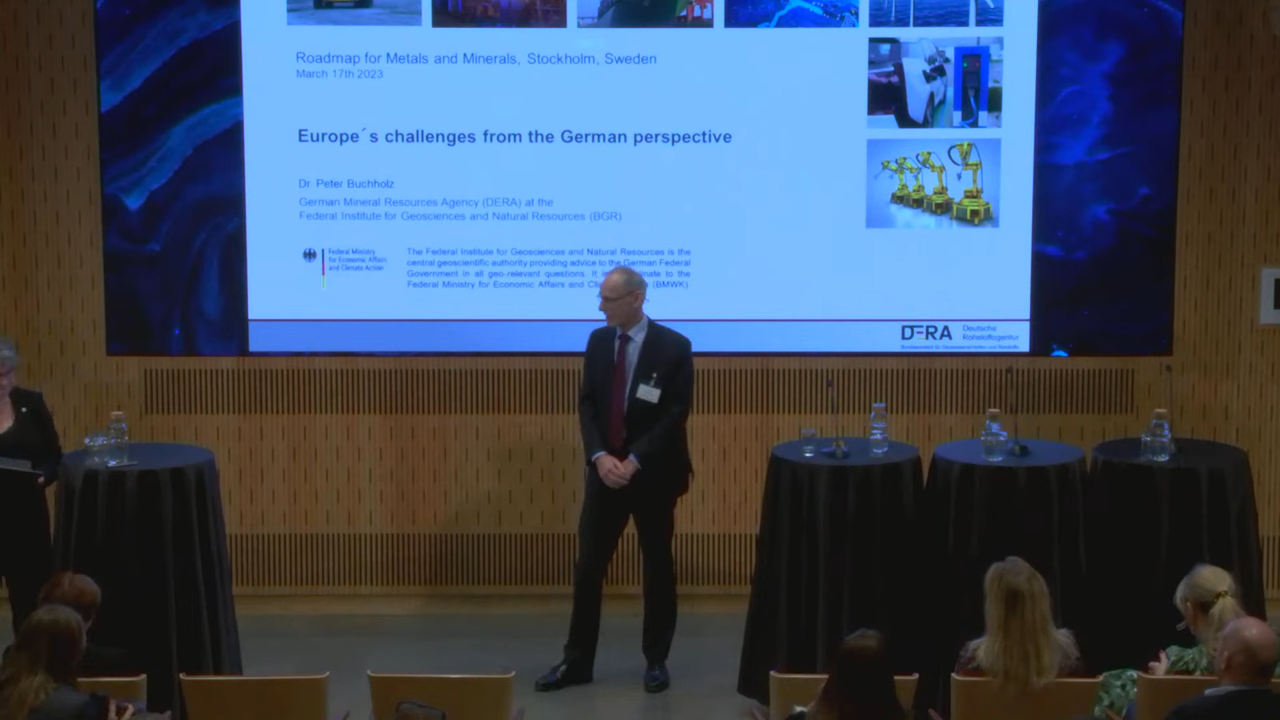 Roadmap for Metals and Minerals, Stockholm, Sweden
March 17th 2023
Europe´s challenges from the German perspective
Dr. Peter Buchholz
German Mineral Resources Agency (DERA) at the
Federal Institute for Geosciences and Natural Resources (BGR)
Federal Ministry
for Economic Affairs
and Climate Action
The Federal Institute for Geosciences and Natural Resources is the
central geoscientific authority providing advice to the German Federal
Government in all geo-relevant questions. It is to the
Federal Ministry for Economic Affairs and (BMWK).
DERA
Deutsche
Rohstoffagentur